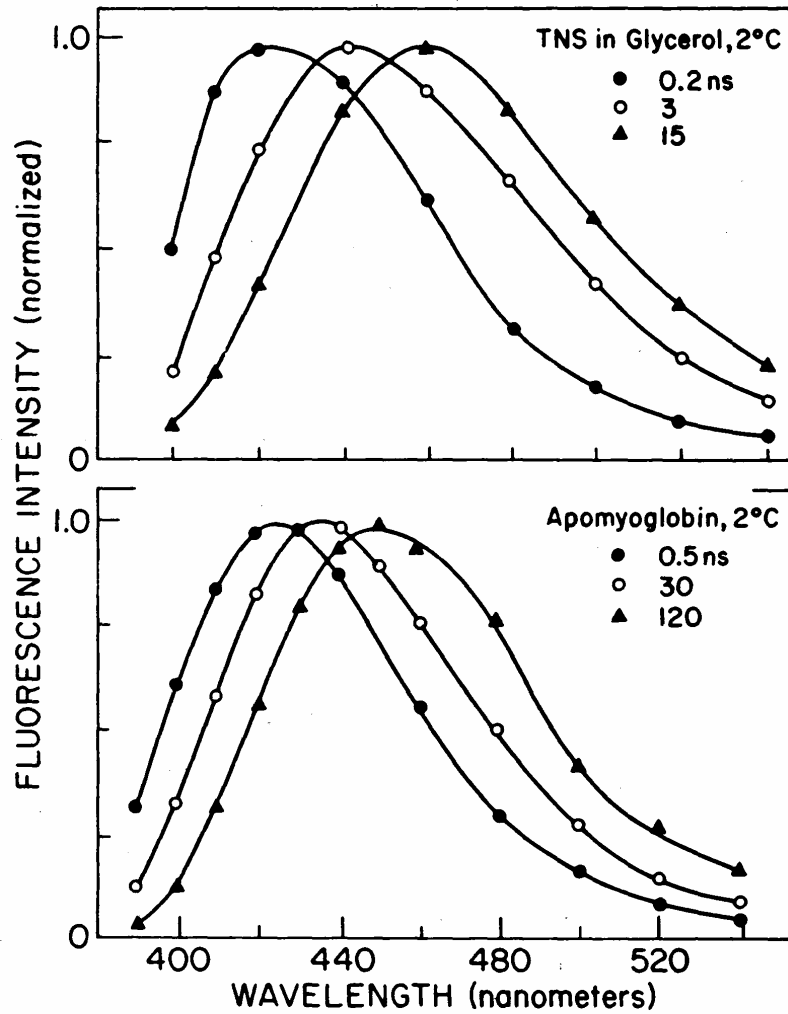 FLUORESCENCE INTENSITY (normalized)
1.0
0
TNS in Glycerol, 2°C
0.2 ns
3
15
1.0
0
Apomyoglobin, 2°C
0.5 ns
30
120
400 440 480 520
WAVELENGTH (nanometers)